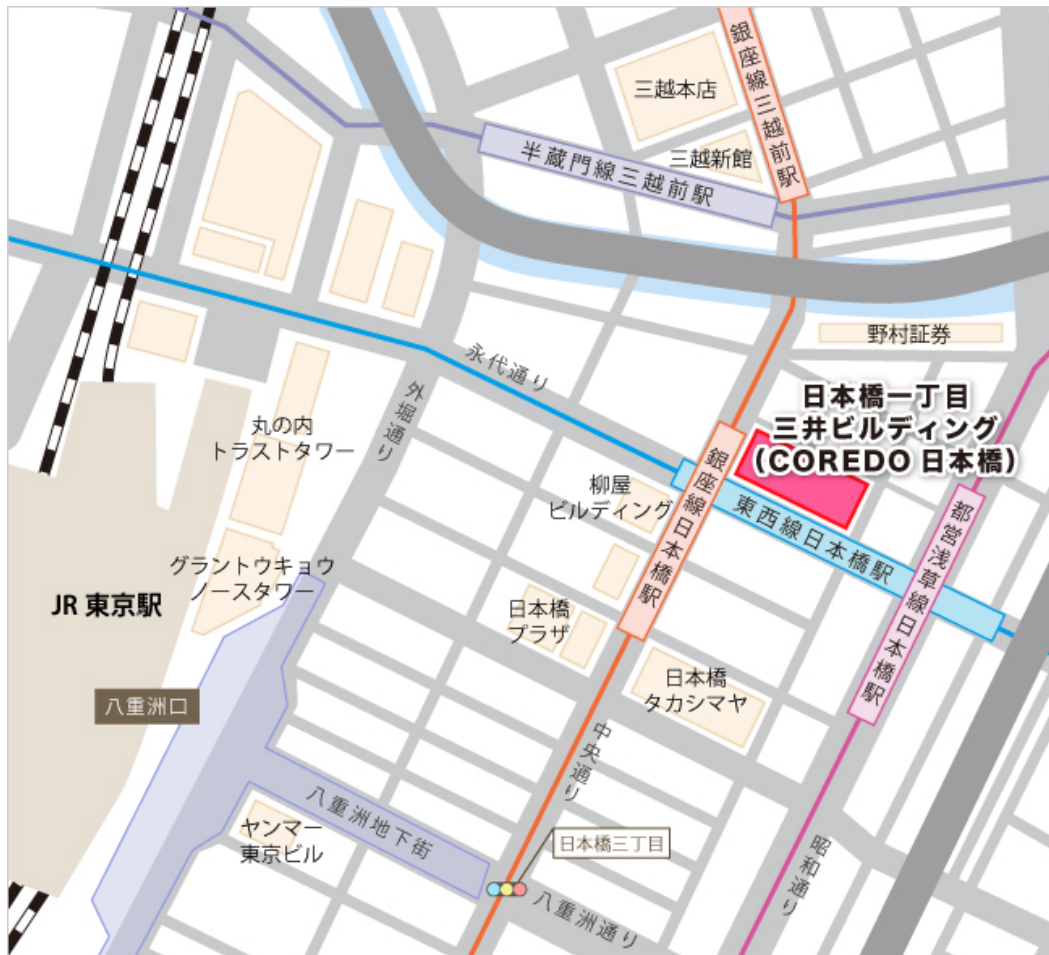 三越本店
銀座線三越前駅
三越新館
半蔵門線三越前駅
野村証券
永代通り
外堀通り
日本橋一丁目
三井ビルディング
（COREDO 日本橋）
丸の内
トラストタワー
銀座線日本橋駅
柳屋
ビルディング
東西線日本橋駅
都営浅草線日本橋駅
グラントウキョウ
ノースタワー
JR 東京駅
日本橋
プラザ
日本橋
タカシマヤ
八重洲口
中央通り
八重洲地下街
ヤンマー
東京ビル
日本橋三丁目
昭和通り
八重洲通り